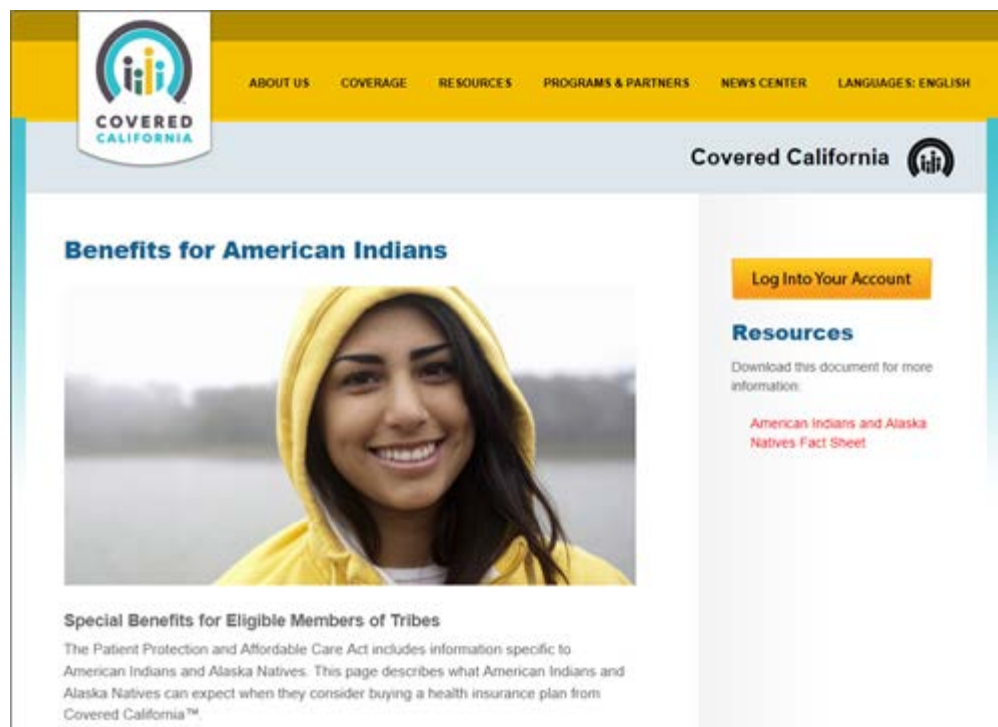 COVERED
CALIFORNIA
ABOUT US COVERAGE RESOURCES PROGRAMS & PARTNERS NEWS CENTER LANGUAGES: ENGLISH
Covered California
Benefits for American Indians
Log Into Your Account
Resources
Download this document for more
information:
American Indians and Alaska
Natives Fact Sheet
Special Benefits for Eligible Members of Tribes
The Patient Protection and Affordable Care Act includes information specific to
American Indians and Alaska Natives. This page describes what American Indians and
Alaska Natives can expect when they consider buying a health insurance plan from
Covered California™.